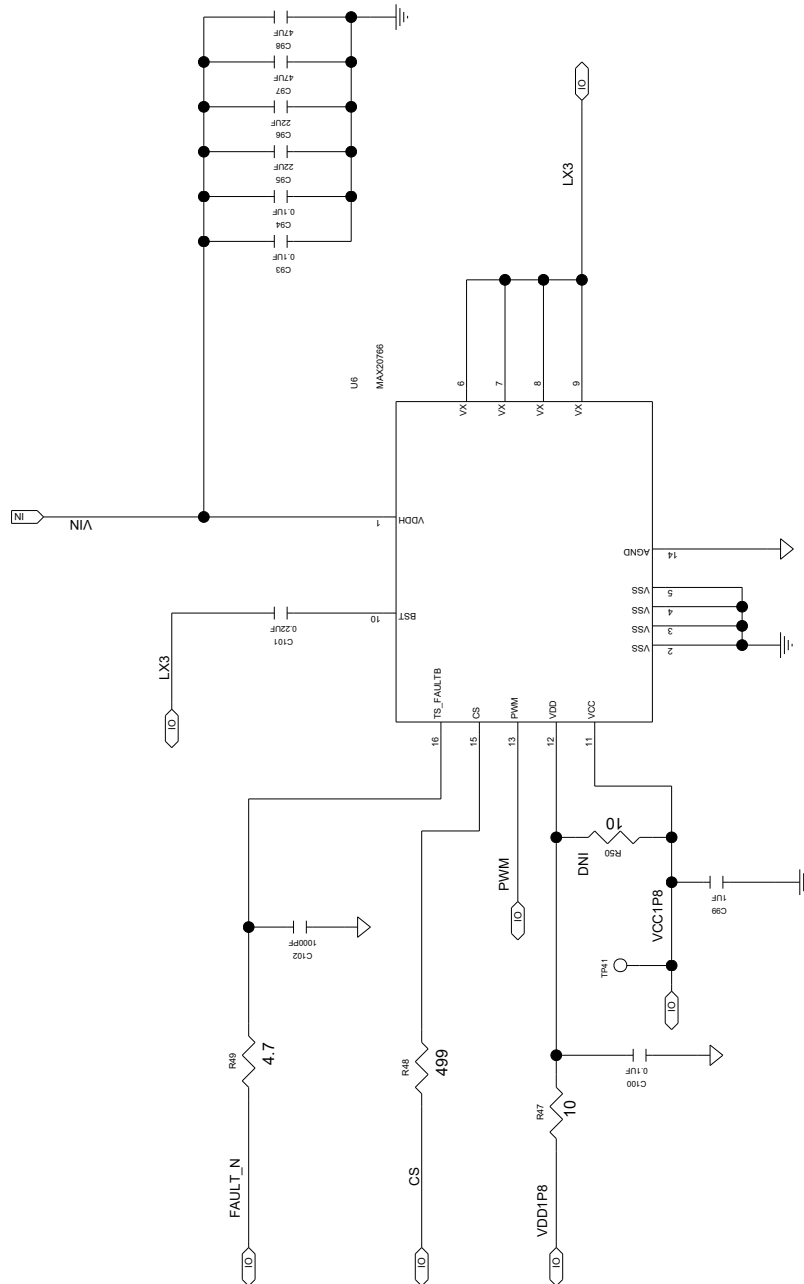 47UF
C98
47UF
C97
22UF
C96
22UF
C95
0.1UF
C94
0.1UF
C93
IO
LX3
U6
MAX20766
6
7
8
9
VX
VX
VX
VX
IN
VIN
1
VDDH
AGND
14
10
BST
C101
0.22UF
LX3
IO
VSS
5
VSS
4
VSS
3
VSS
2
TS_FAULTB
CS
PWM
VDD
VCC
16
15
13
12
11
10
R50
DNI
PWM
IO
VCC1P8
C99
1UF
C102
1000PF
TP41
IO
R49
4.7
R48
499
R47
10
C100
0.1UF
FAULT_N
CS
VDD1P8
IO
IO
IO